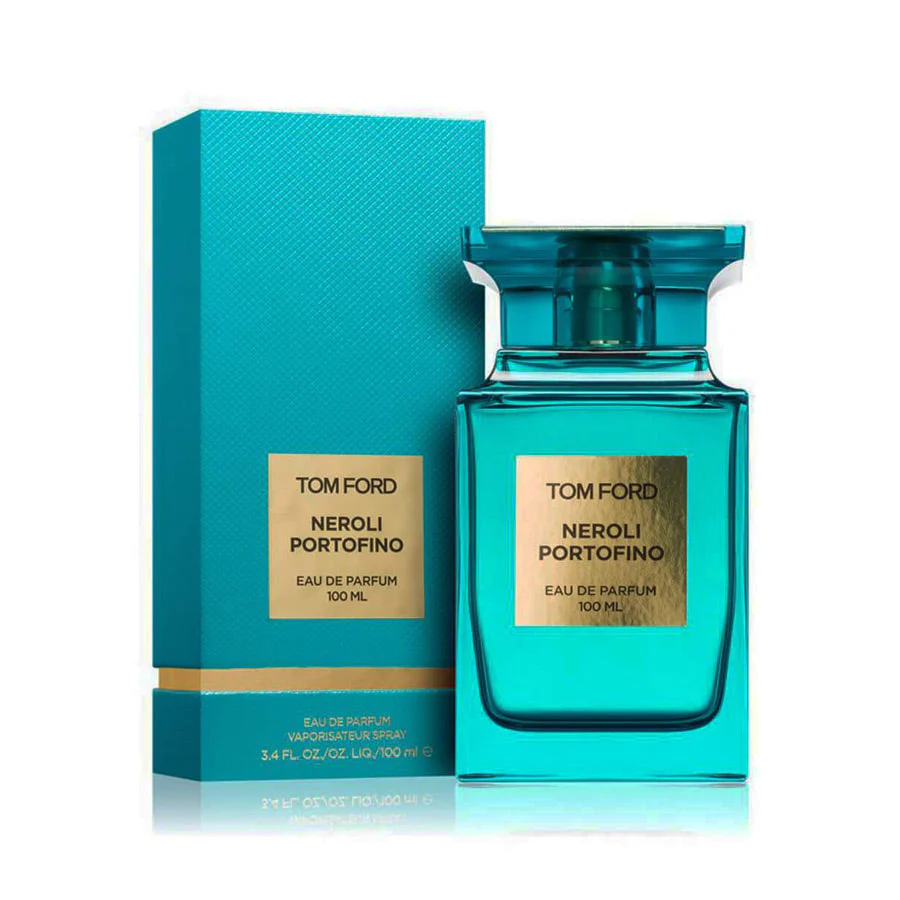 TOM FORD
NEROLI
PORTOFINO
EAU DE PARFUM
100 ML
EAU DE PARFUM
VAPORISATEUR SPRAY
3.4 FL. OZ./OZ. LIQ./100 ml ℮
TOM FORD
NEROLI
PORTOFINO
EAU DE PARFUM
100 ML